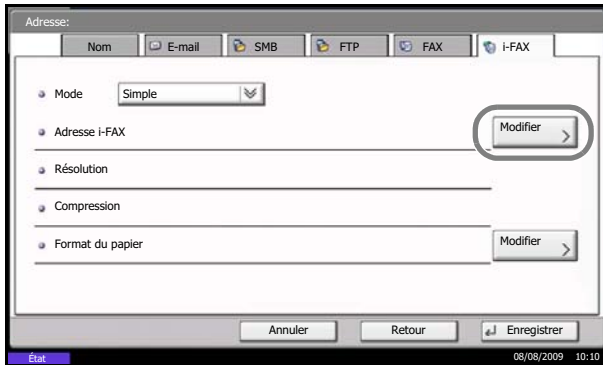 Adresse:
Nom E-mail SMB FTP FAX i-FAX
Mode Simple
Adresse i-FAX Modifier
Résolution
Compression
Format du papier Modifier
Annuler Retour Enregistrer
État 08/08/2009 10:10